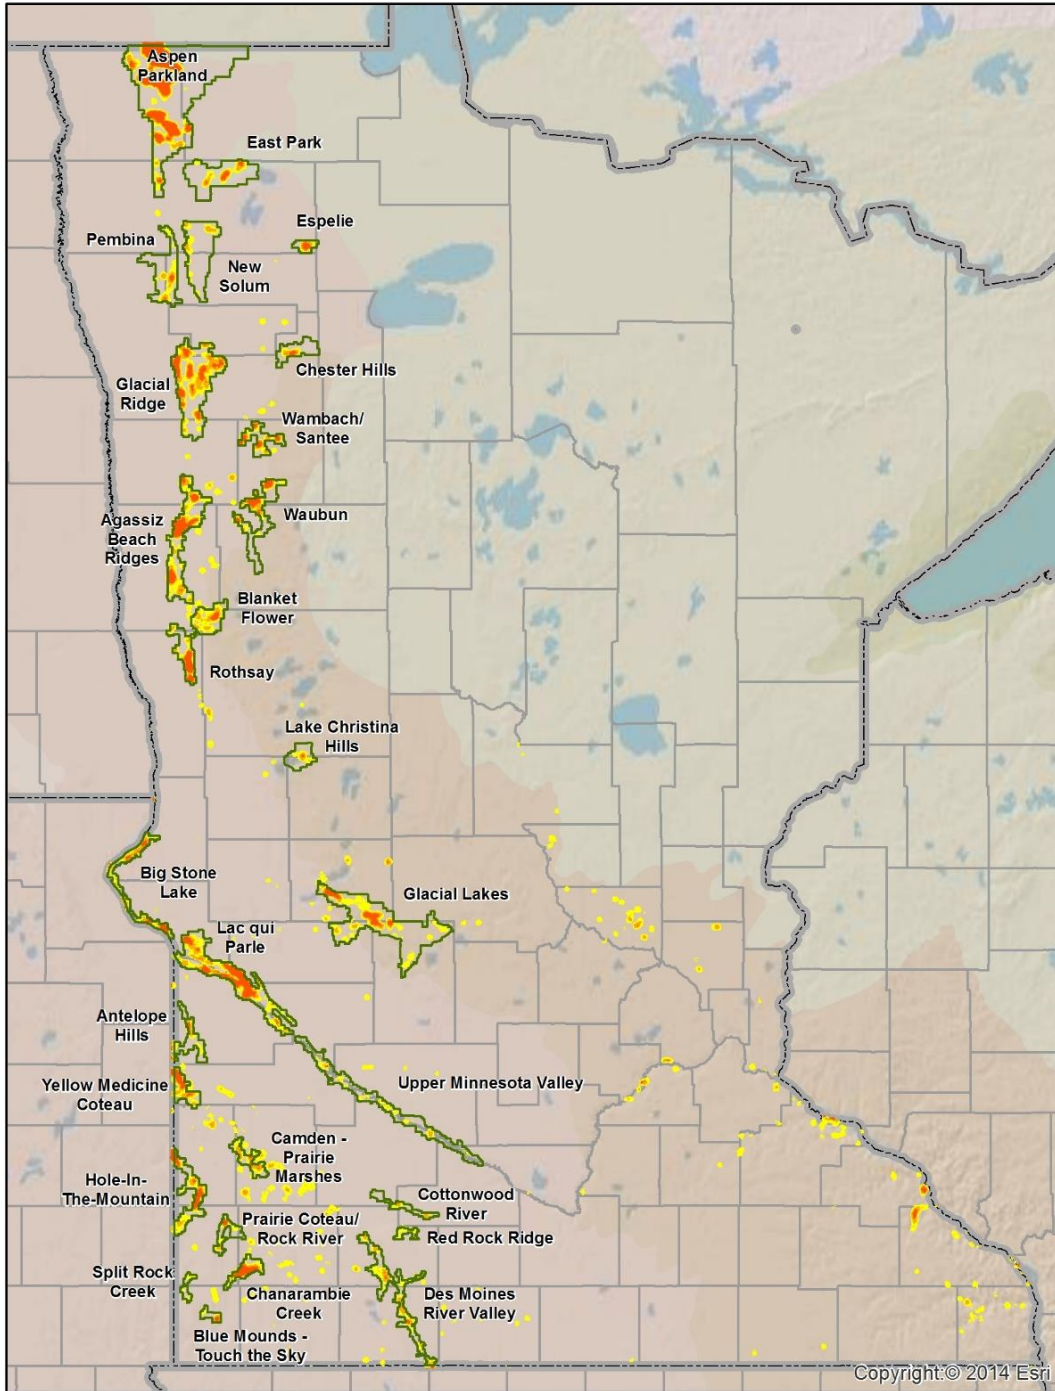 Aspen
Parkland
East Park
Espelie
Pembina
New
Solum
Chester Hills
Glacial
Ridge
Wambach/
Santee
Waubun
Agassiz
Beach
Ridges
Blanket
Flower
Rothsay
Lake Christina
Hills
Big Stone
Lake
Glacial Lakes
Lac qui
Parle
Antelope
Hills
Yellow Medicine
Coteau
Upper Minnesota Valley
Camden -
Prairie
Marshes
Hole-In-
The-Mountain
Cottonwood
River
Prairie Coteau/
Rock River
Red Rock Ridge
Split Rock
Creek
Chanarambie
Creek
Des Moines
River Valley
Blue Mounds -
Touch the Sky
Copyright:© 2014 Esri